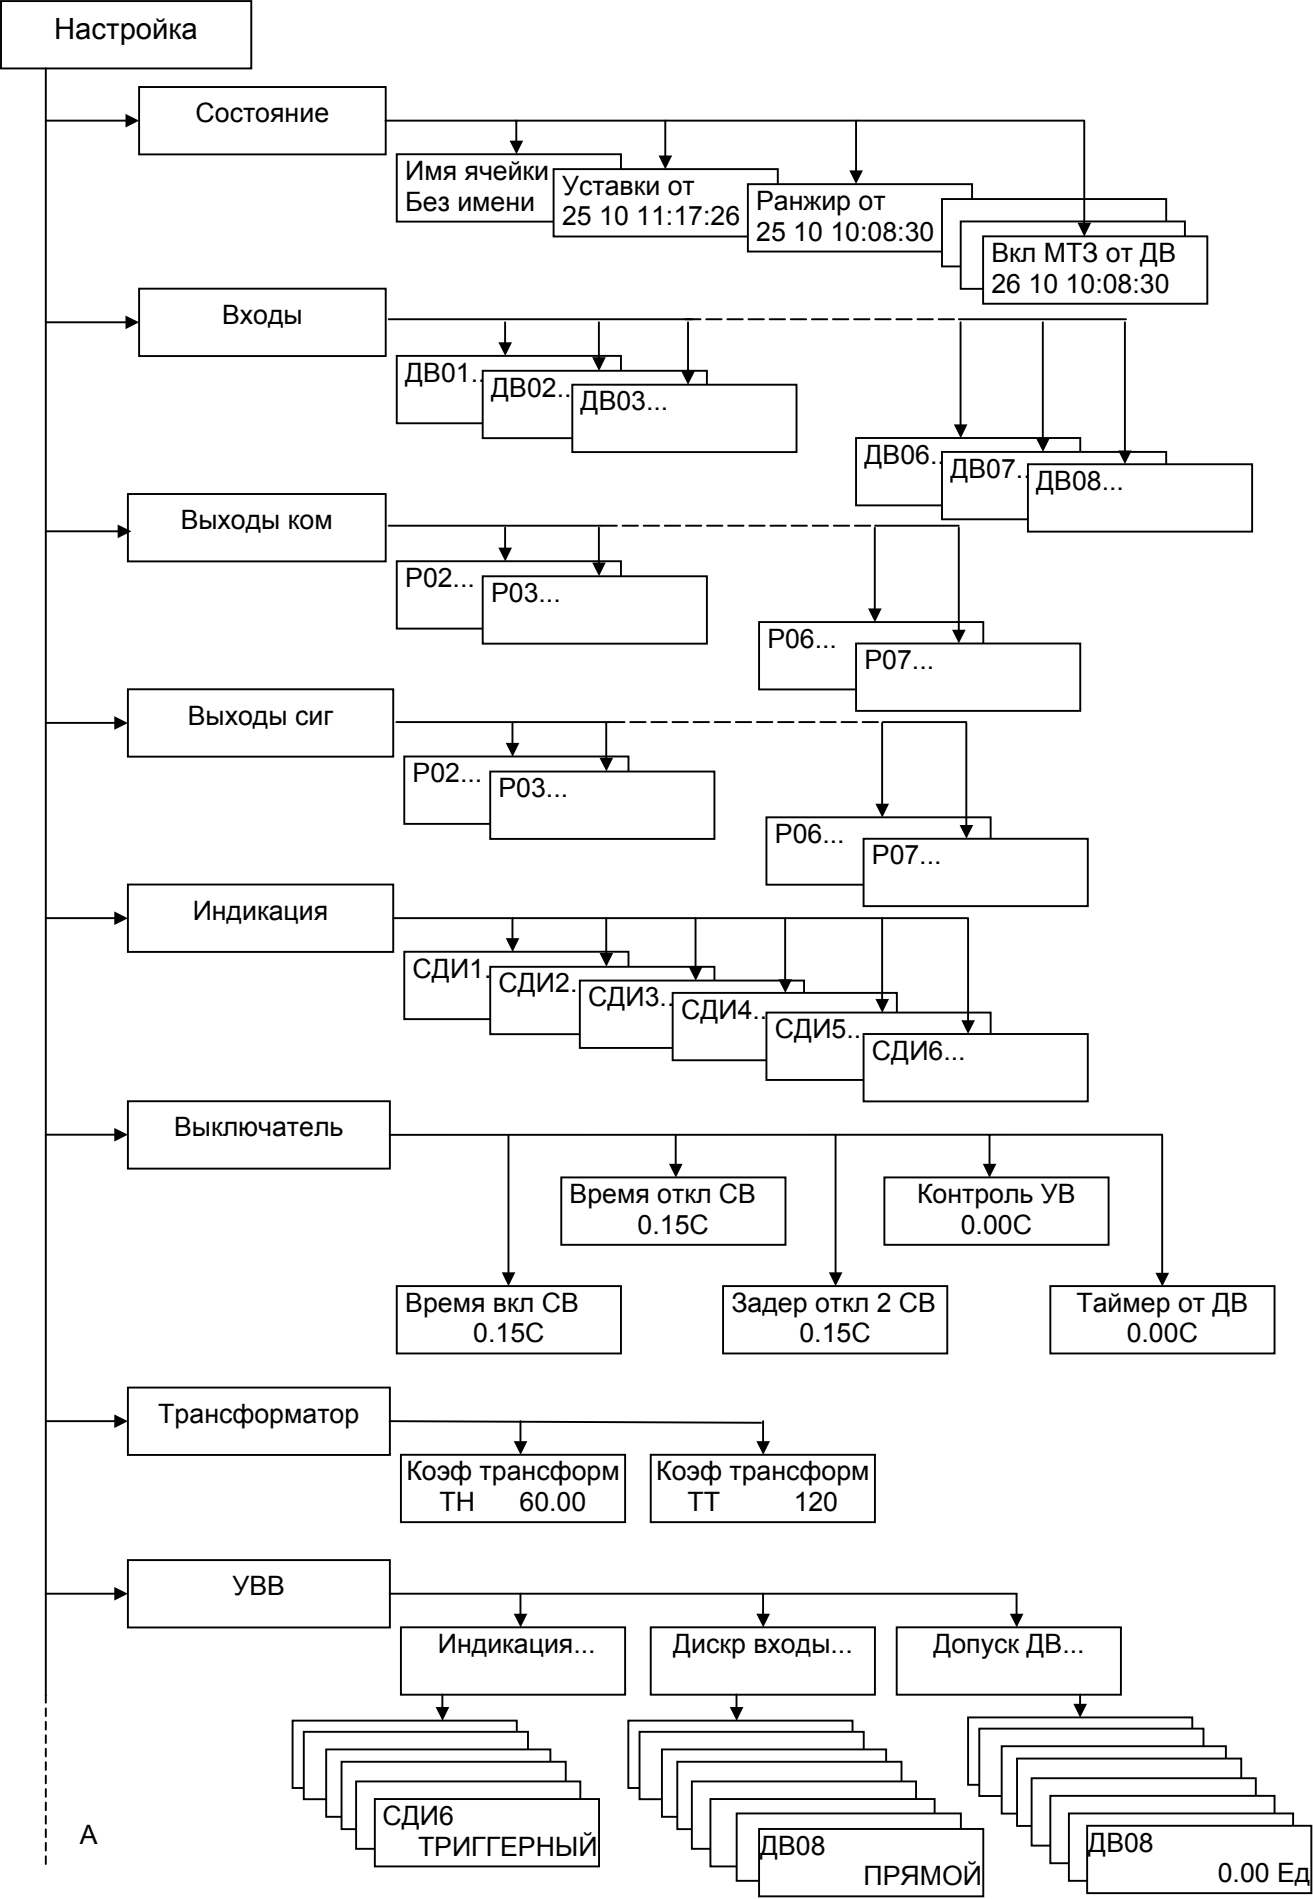 Настройка
Состояние
Имя ячейки
Без имени
Уставки от
25 10 11:17:26
Ранжир от
25 10 10:08:30
Вкл МТЗ от ДВ
26 10 10:08:30
Входы
ДВ01..
ДВ02..
ДВ03...
ДВ06..
ДВ07..
ДВ08...
Выходы ком
Р02...
Р03...
Р06...
Р07...
Выходы сиг
Р02...
Р03...
Р06...
Р07...
Индикация
СДИ1.
СДИ2.
СДИ3..
СДИ4..
СДИ5..
СДИ6...
Выключатель
Время откл СВ
0.15С
Контроль УВ
0.00С
Время вкл СВ
0.15С
Задер откл 2 СВ
0.15С
Таймер от ДВ
0.00С
Трансформатор
Коэф трансформ
ТН 60.00
Коэф трансформ
ТТ 120
УВВ
Индикация...
Дискр входы...
Допуск ДВ...
СДИ6
ТРИГГЕРНЫЙ
ДВ08
ПРЯМОЙ
ДВ08
0.00 Ед
А